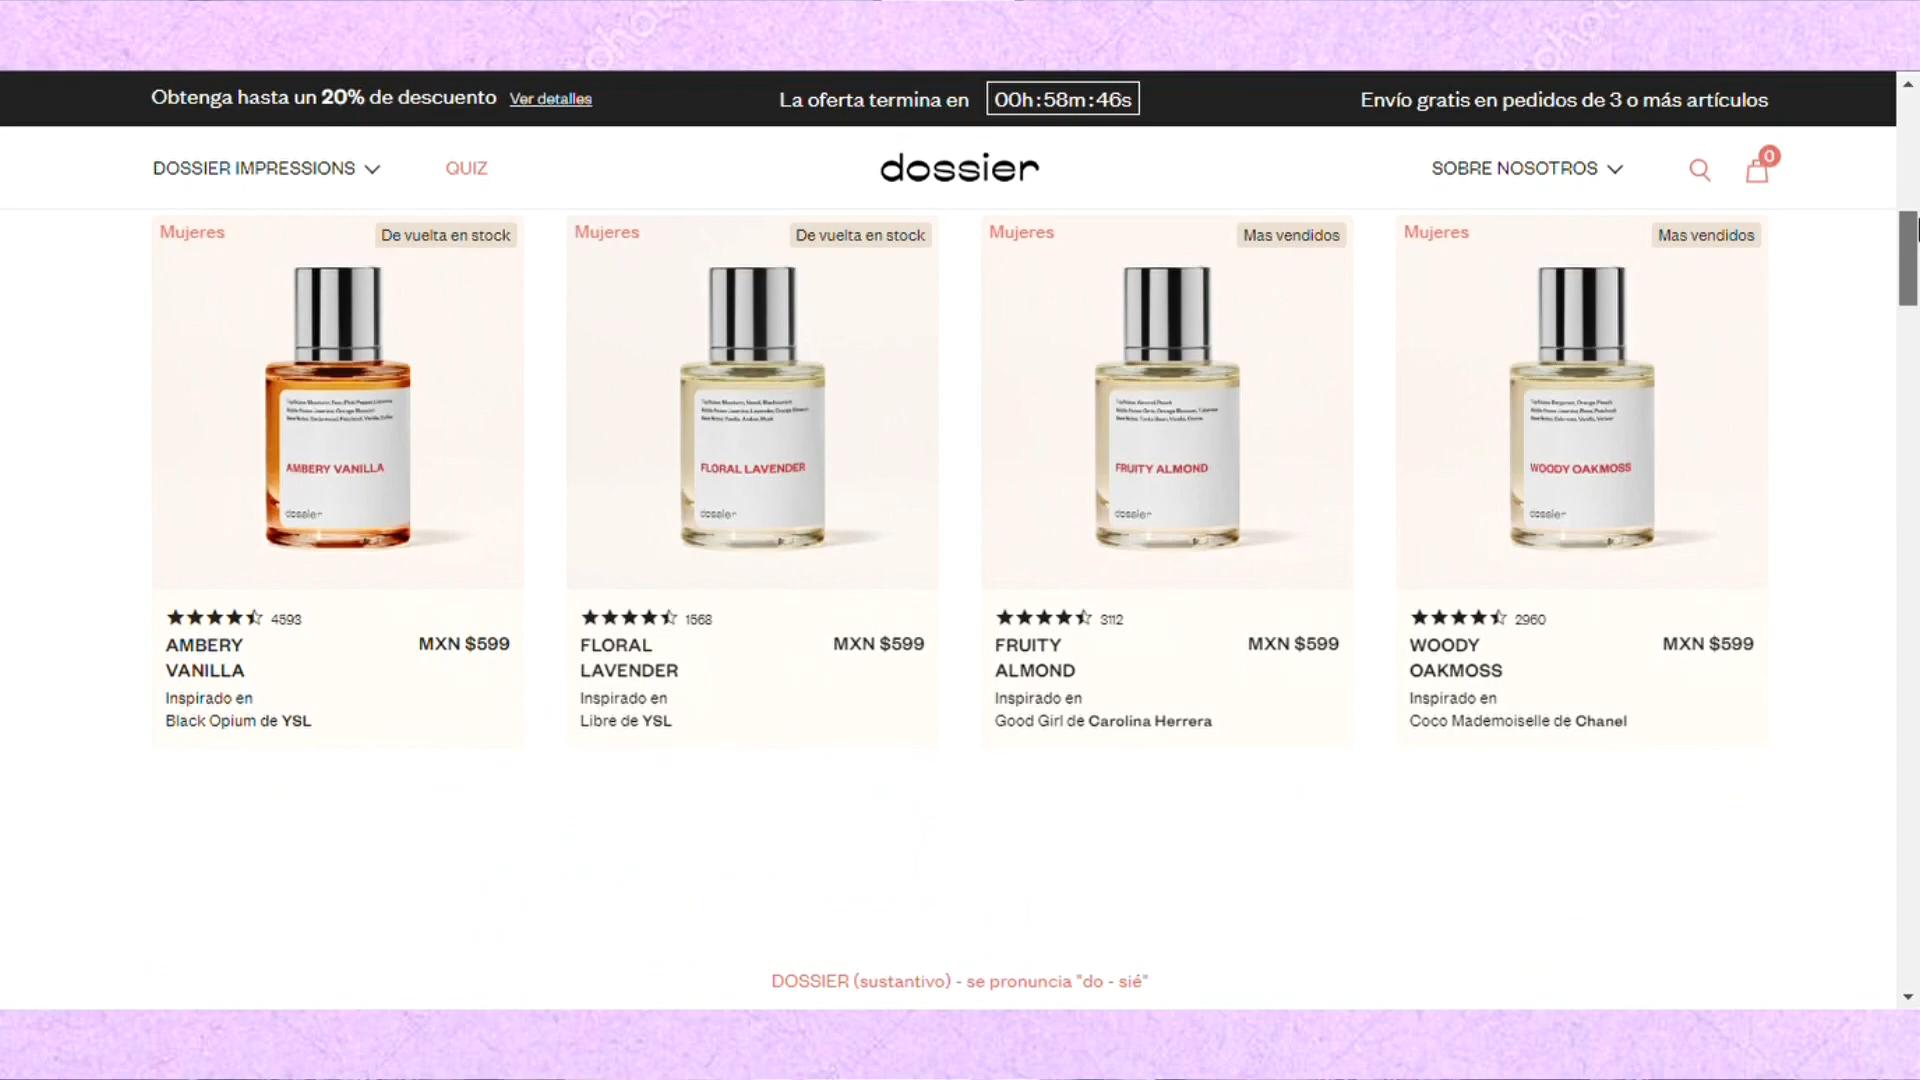 Obtenga hasta un 20% de descuento Ver detalles
La oferta termina en 00h:58m:46s
Envío gratis en pedidos de 3 o más artículos
DOSSIER IMPRESSIONS
QUIZ
dossier
SOBRE NOSOTROS
0
Mujeres
De vuelta en stock
Mujeres
De vuelta en stock
Mujeres
Mas vendidos
Mujeres
Mas vendidos
AMBERY VANILLA
dossier
FLORAL LAVENDER
dossier
FRUITY ALMOND
dossier
WOODY OAKMOSS
dossier
4593
AMBERY
VANILLA
MXN $599
Inspirado en
Black Opium de YSL
1568
FLORAL
LAVENDER
MXN $599
Inspirado en
Libre de YSL
3112
FRUITY
ALMOND
MXN $599
Inspirado en
Good Girl de Carolina Herrera
2960
WOODY
OAKMOSS
MXN $599
Inspirado en
Coco Mademoiselle de Chanel
DOSSIER (sustantivo) - se pronuncia "do - sié"